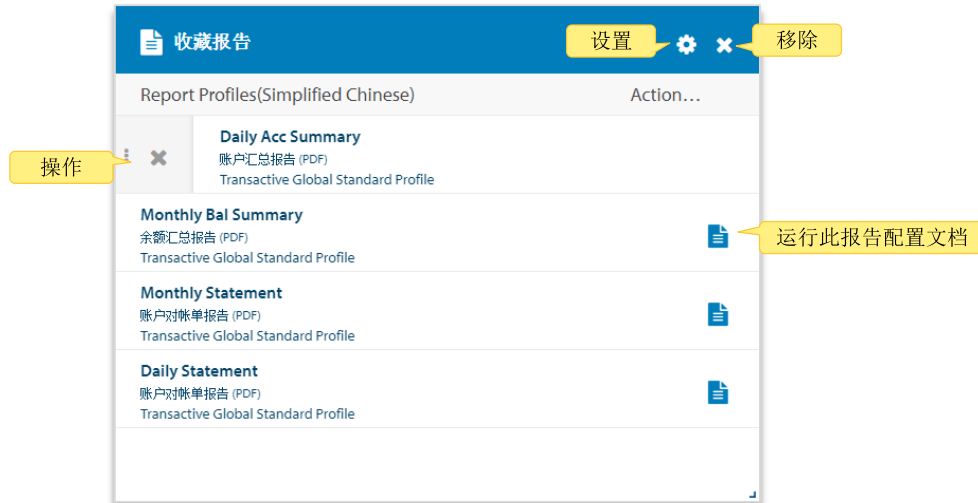 收藏报告
设置
移除
Report Profiles(Simplified Chinese)
Action...
操作
Daily Acc Summary
账户汇总报告 (PDF)
Transactive Global Standard Profile
Monthly Bal Summary
余额汇总报告 (PDF)
Transactive Global Standard Profile
运行此报告配置文档
Monthly Statement
账户对帐单报告 (PDF)
Transactive Global Standard Profile
Daily Statement
账户对帐单报告 (PDF)
Transactive Global Standard Profile